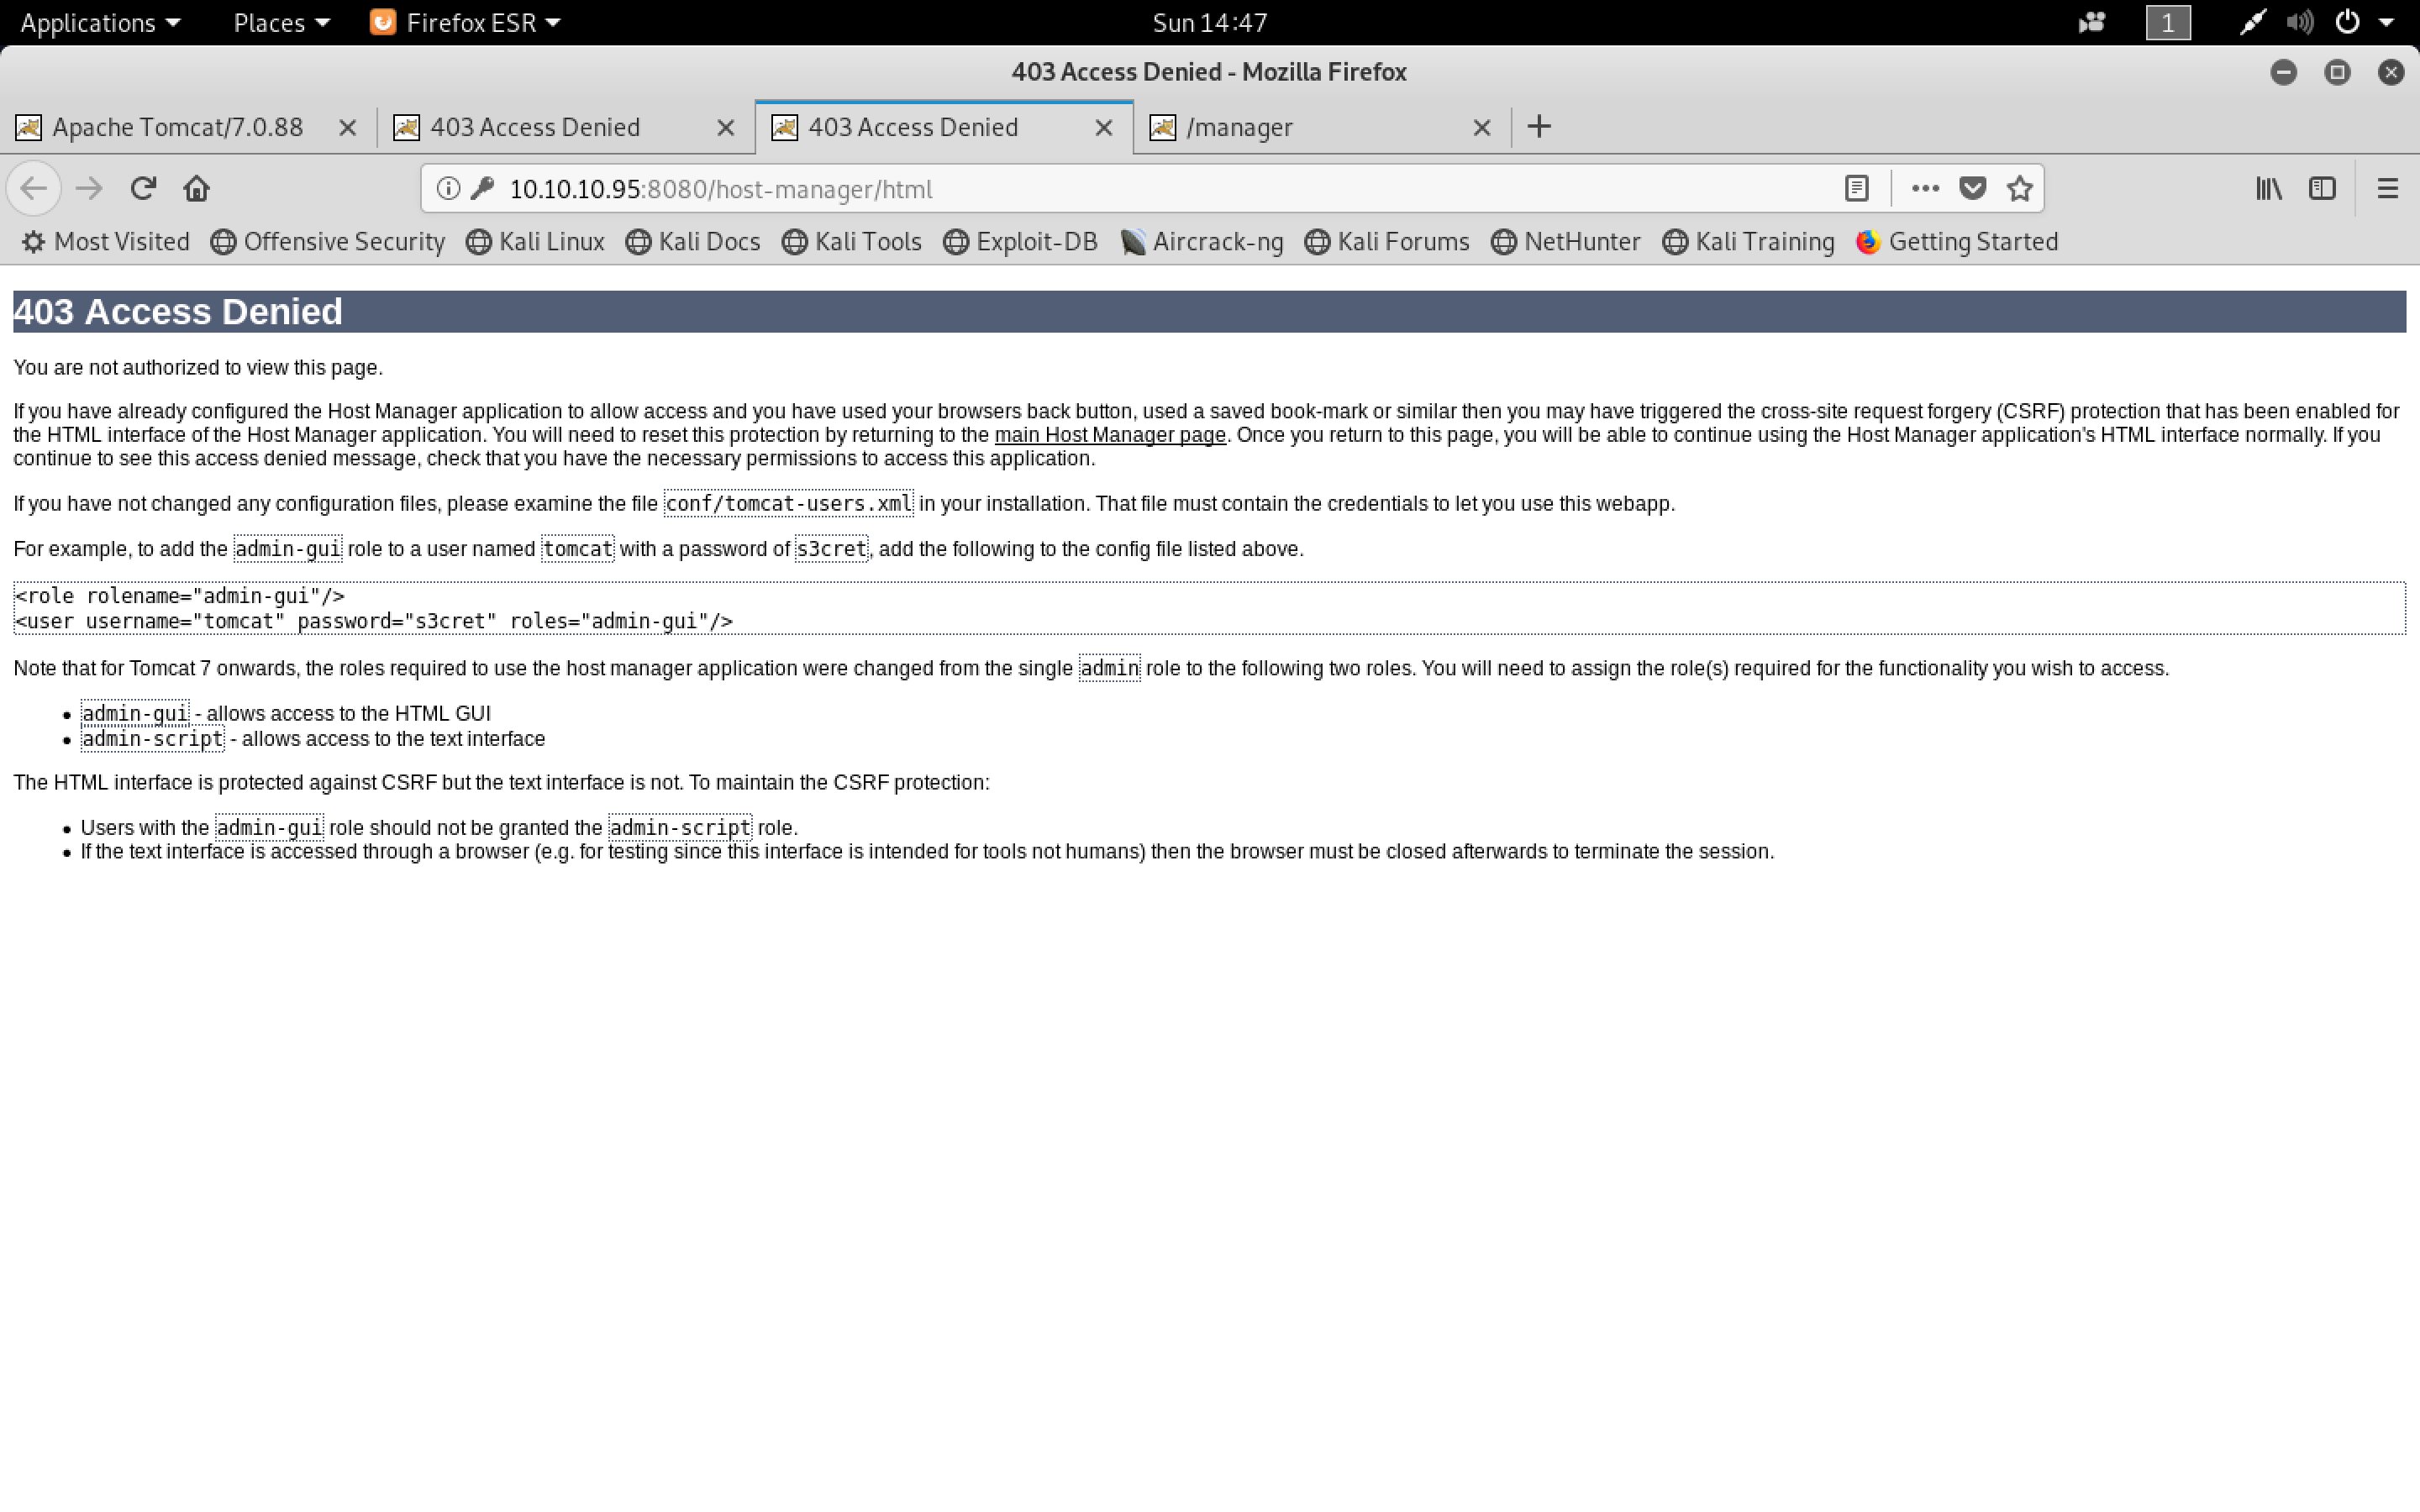 Applications Places Firefox ESR Sun 14:47 1
403 Access Denied - Mozilla Firefox
Apache Tomcat/7.0.88 403 Access Denied 403 Access Denied /manager
10.10.10.95:8080/host-manager/html
Most Visited Offensive Security Kali Linux Kali Docs Kali Tools Exploit-DB Aircrack-ng Kali Forums NetHunter Kali Training Getting Started
403 Access Denied
You are not authorized to view this page.
If you have already configured the Host Manager application to allow access and you have used your browsers back button, used a saved book-mark or similar then you may have triggered the cross-site request forgery (CSRF) protection that has been enabled for
the HTML interface of the Host Manager application. You will need to reset this protection by returning to the main Host Manager page. Once you return to this page, you will be able to continue using the Host Manager application's HTML interface normally. If you
continue to see this access denied message, check that you have the necessary permissions to access this application.
If you have not changed any configuration files, please examine the file conf/tomcat-users.xml in your installation. That file must contain the credentials to let you use this webapp.
For example, to add the admin-gui role to a user named tomcat with a password of s3cret, add the following to the config file listed above.
<role rolename="admin-gui"/>
<user username="tomcat" password="s3cret" roles="admin-gui"/>
Note that for Tomcat 7 onwards, the roles required to use the host manager application were changed from the single admin role to the following two roles. You will need to assign the role(s) required for the functionality you wish to access.
• admin-gui - allows access to the HTML GUI
• admin-script - allows access to the text interface
The HTML interface is protected against CSRF but the text interface is not. To maintain the CSRF protection:
• Users with the admin-gui role should not be granted the admin-script role.
• If the text interface is accessed through a browser (e.g. for testing since this interface is intended for tools not humans) then the browser must be closed afterwards to terminate the session.